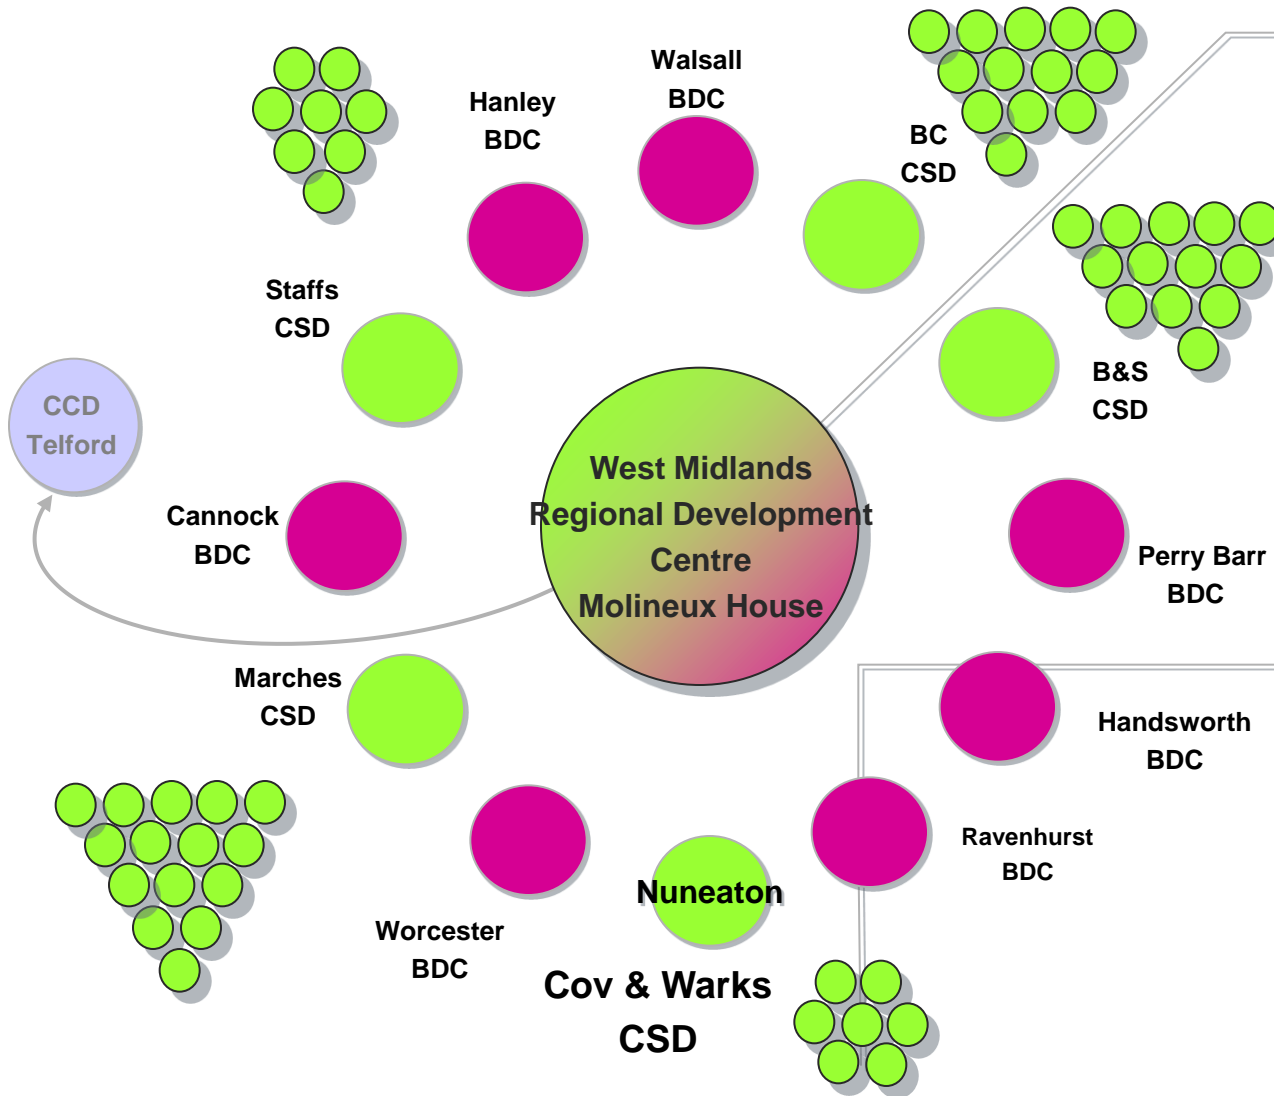 Walsall
BDC
Hanley
BDC
BC
CSD
Staffs
CSD
B&S
CSD
CCD
Telford
West Midlands
Regional Development
Centre
Molineux House
Cannock
BDC
Perry Barr
BDC
Marches
CSD
Handsworth
BDC
Ravenhurst
BDC
Nuneaton
Worcester
BDC
Cov & Warks
CSD